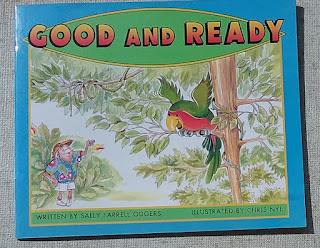 GOOD AND READY
WRITTEN BY SALLY FARRELL ODGERS ILLUSTRATED BY CHRIS NYE